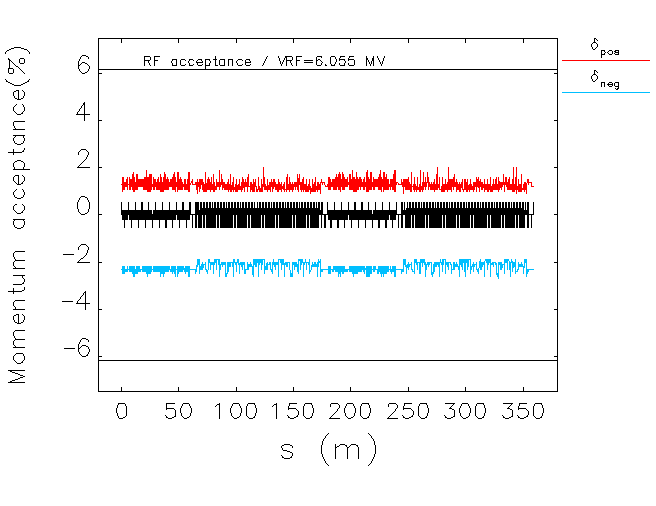 RF acceptance / VRF=6.055 MV
δpos
δneg
Momentum acceptance(%)
6
4
2
0
−2
−4
−6
0 50 100 150 200 250 300 350
s (m)